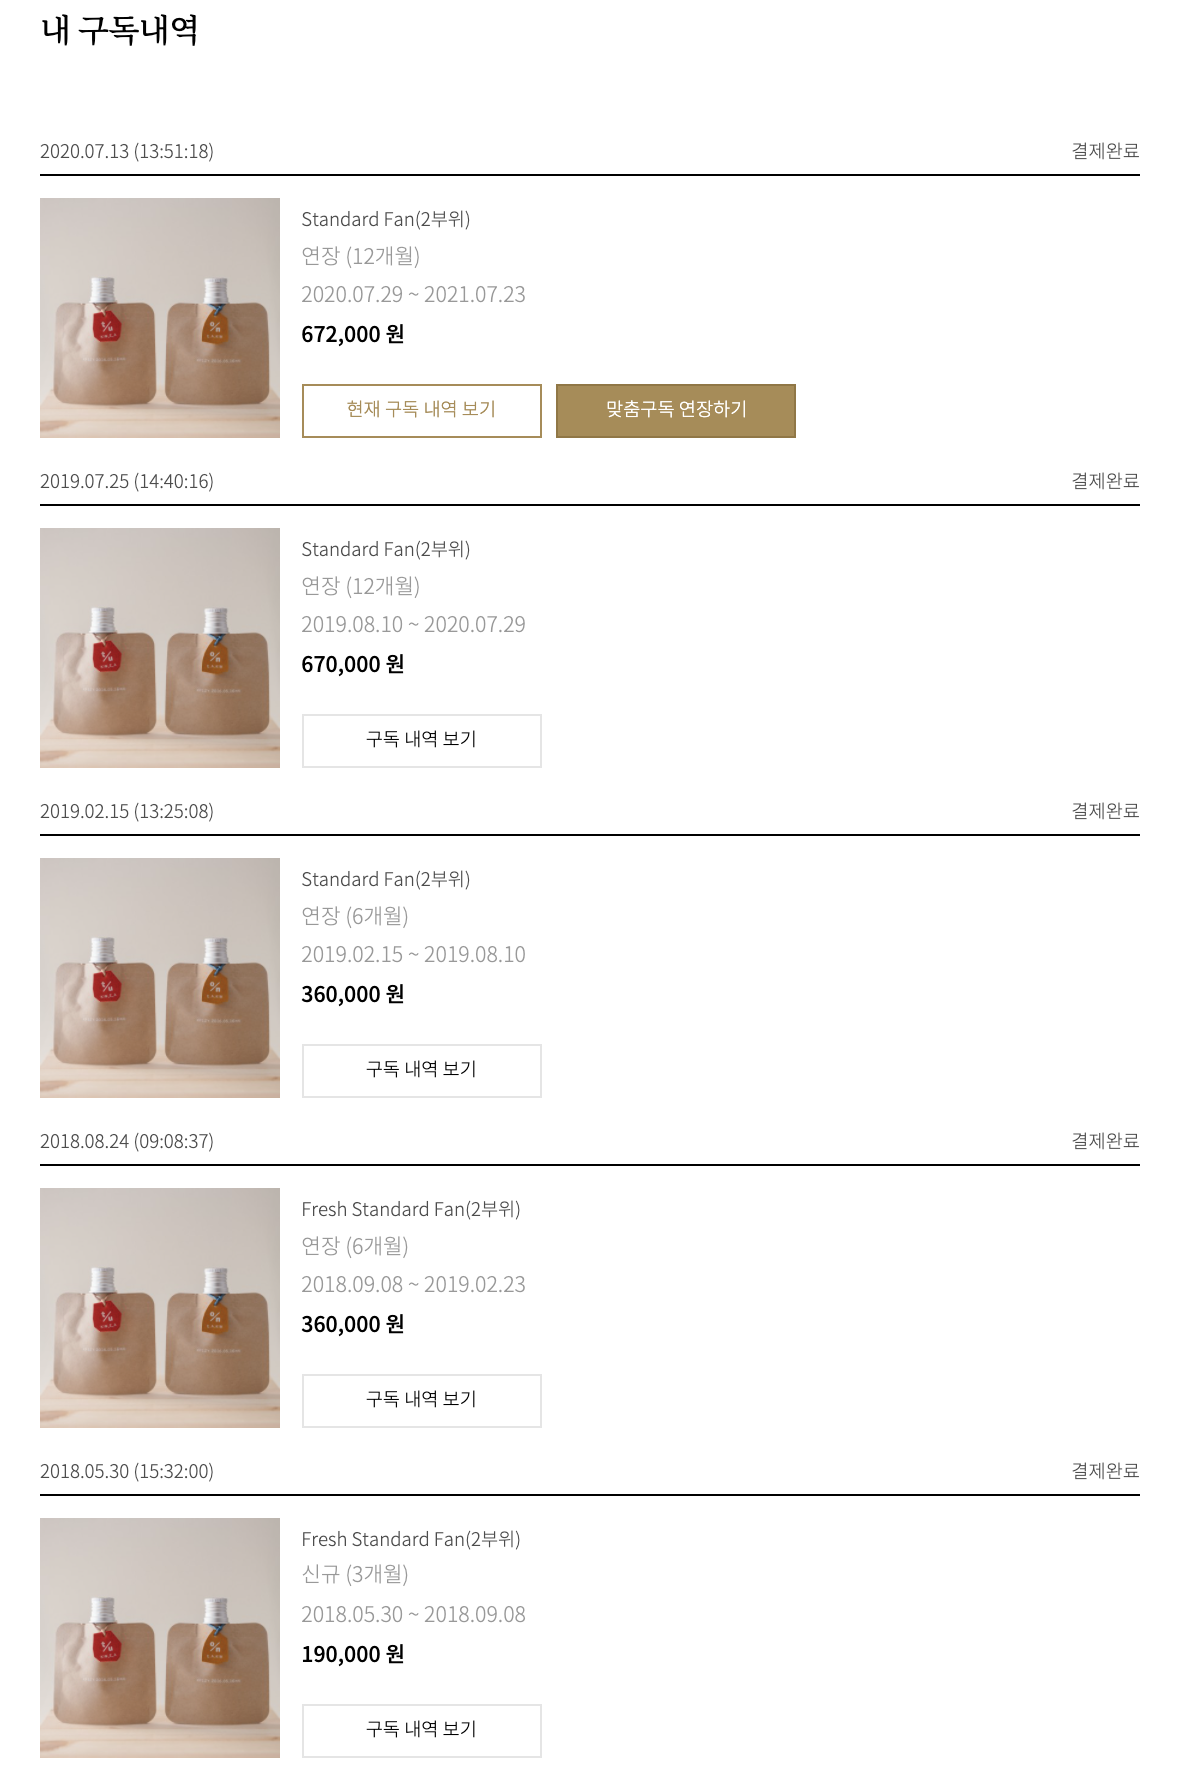 내 구독내역
2020.07.13 (13:51:18) 결제완료
Standard Fan(2부위)
연장 (12개월)
2020.07.29 ~ 2021.07.23
672,000 원
현재 구독 내역 보기 맞춤구독 연장하기
2019.07.25 (14:40:16) 결제완료
Standard Fan(2부위)
연장 (12개월)
2019.08.10 ~ 2020.07.29
670,000 원
구독 내역 보기
2019.02.15 (13:25:08) 결제완료
Standard Fan(2부위)
연장 (6개월)
2019.02.15 ~ 2019.08.10
360,000 원
구독 내역 보기
2018.08.24 (09:08:37) 결제완료
Fresh Standard Fan(2부위)
연장 (6개월)
2018.09.08 ~ 2019.02.23
360,000 원
구독 내역 보기
2018.05.30 (15:32:00) 결제완료
Fresh Standard Fan(2부위)
신규 (3개월)
2018.05.30 ~ 2018.09.08
190,000 원
구독 내역 보기